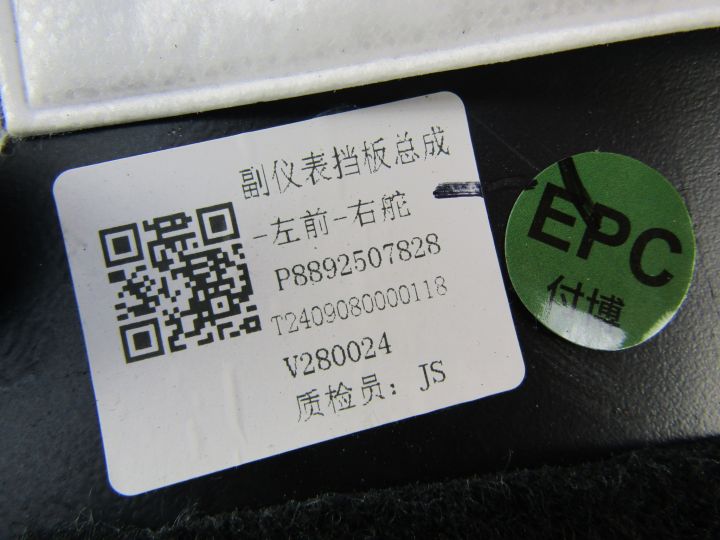 副仪表挡板总成
-左前-右舵
P8892507828
T2409080000118
V280024
质检员：JS
EPC
付博